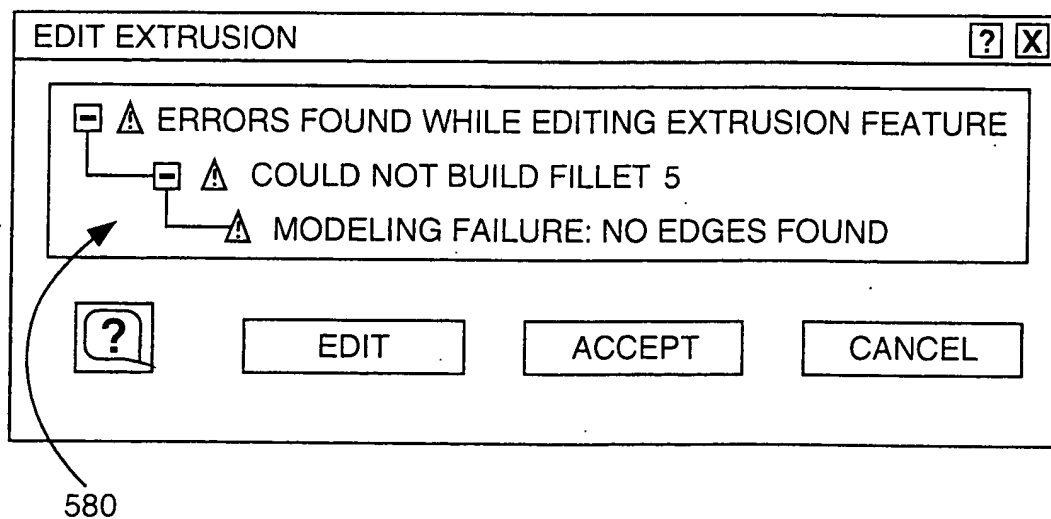 EDIT EXTRUSION ? X
ERRORS FOUND WHILE EDITING EXTRUSION FEATURE
COULD NOT BUILD FILLET 5
MODELING FAILURE: NO EDGES FOUND
? EDIT ACCEPT CANCEL
580